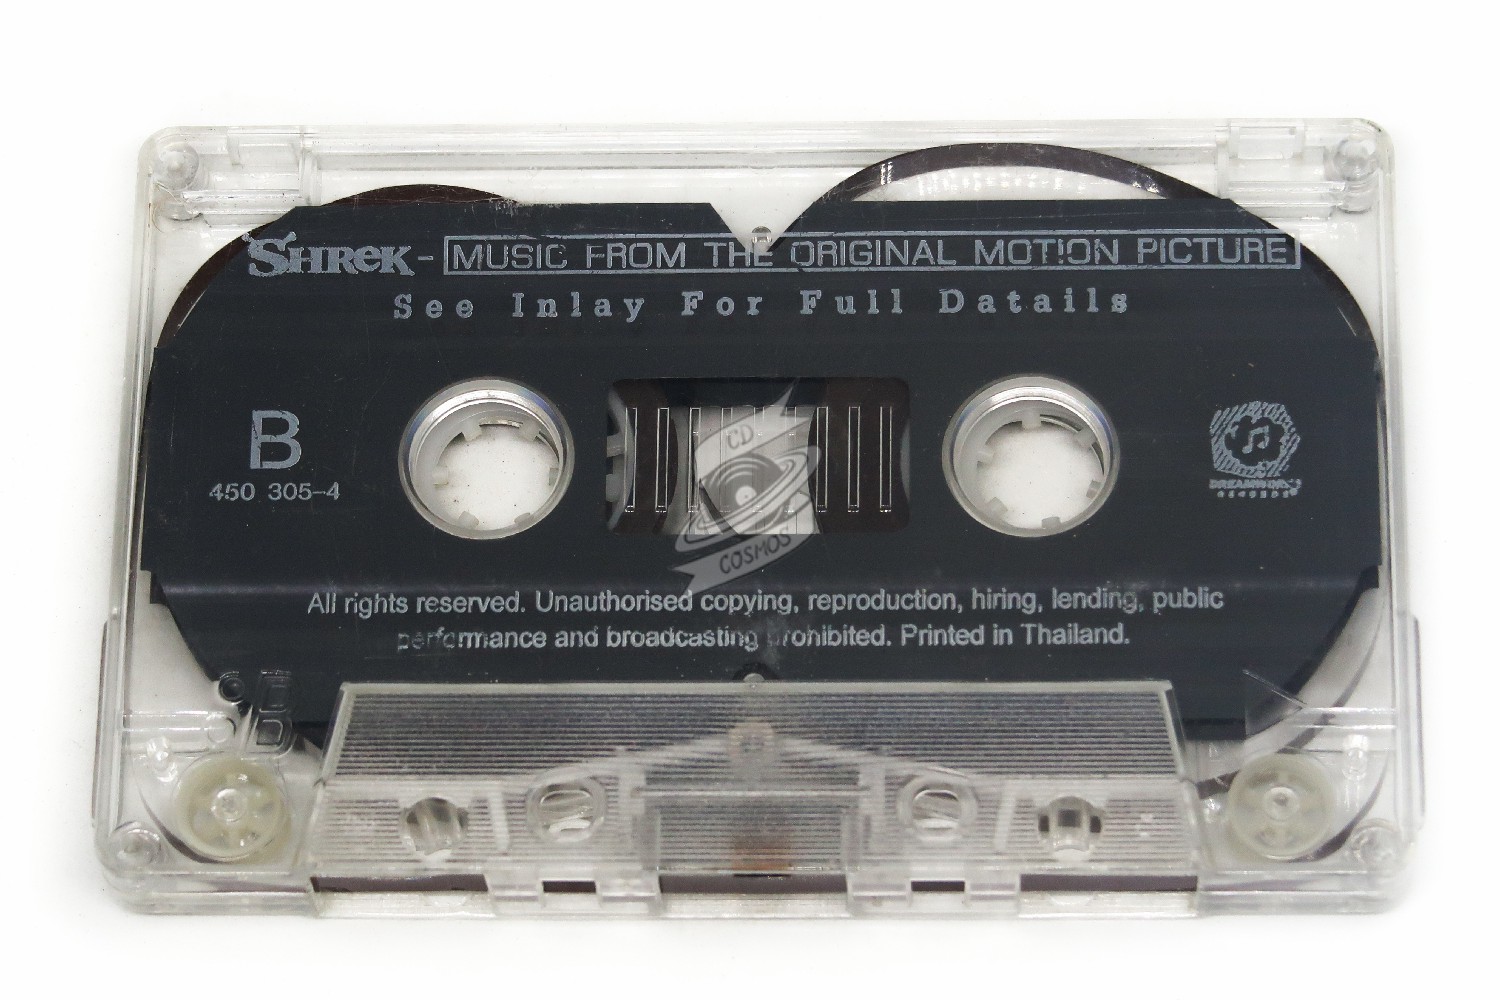 SHREK - MUSIC FROM THE ORIGINAL MOTION PICTURE
See Inlay For Full Datails
B
450 305-4
DREAMWORKS
CD
COSMOS
All rights reserved. Unauthorised copying, reproduction, hiring, lending, public
performance and broadcasting prohibited. Printed in Thailand.
B